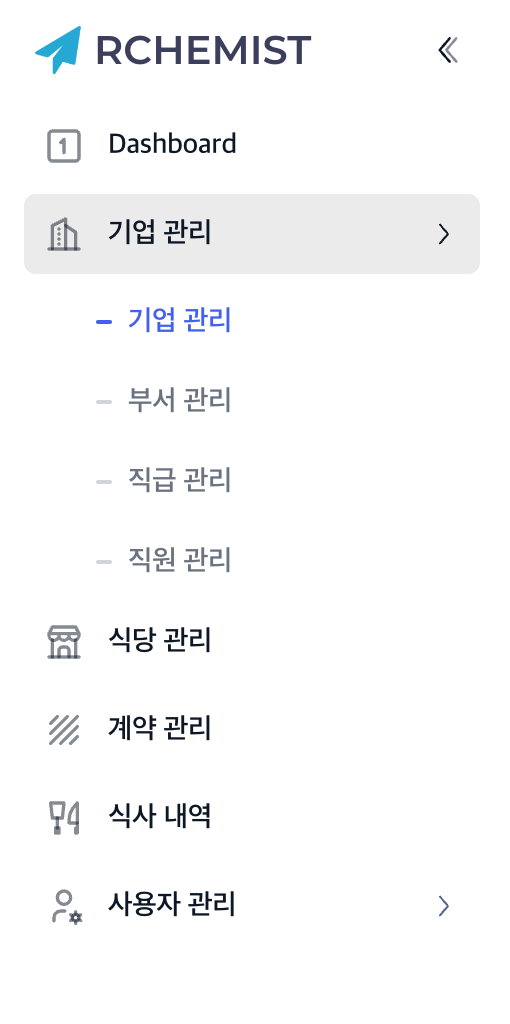 RCHEMIST
Dashboard
기업 관리
기업 관리
부서 관리
직급 관리
직원 관리
식당 관리
계약 관리
식사 내역
사용자 관리